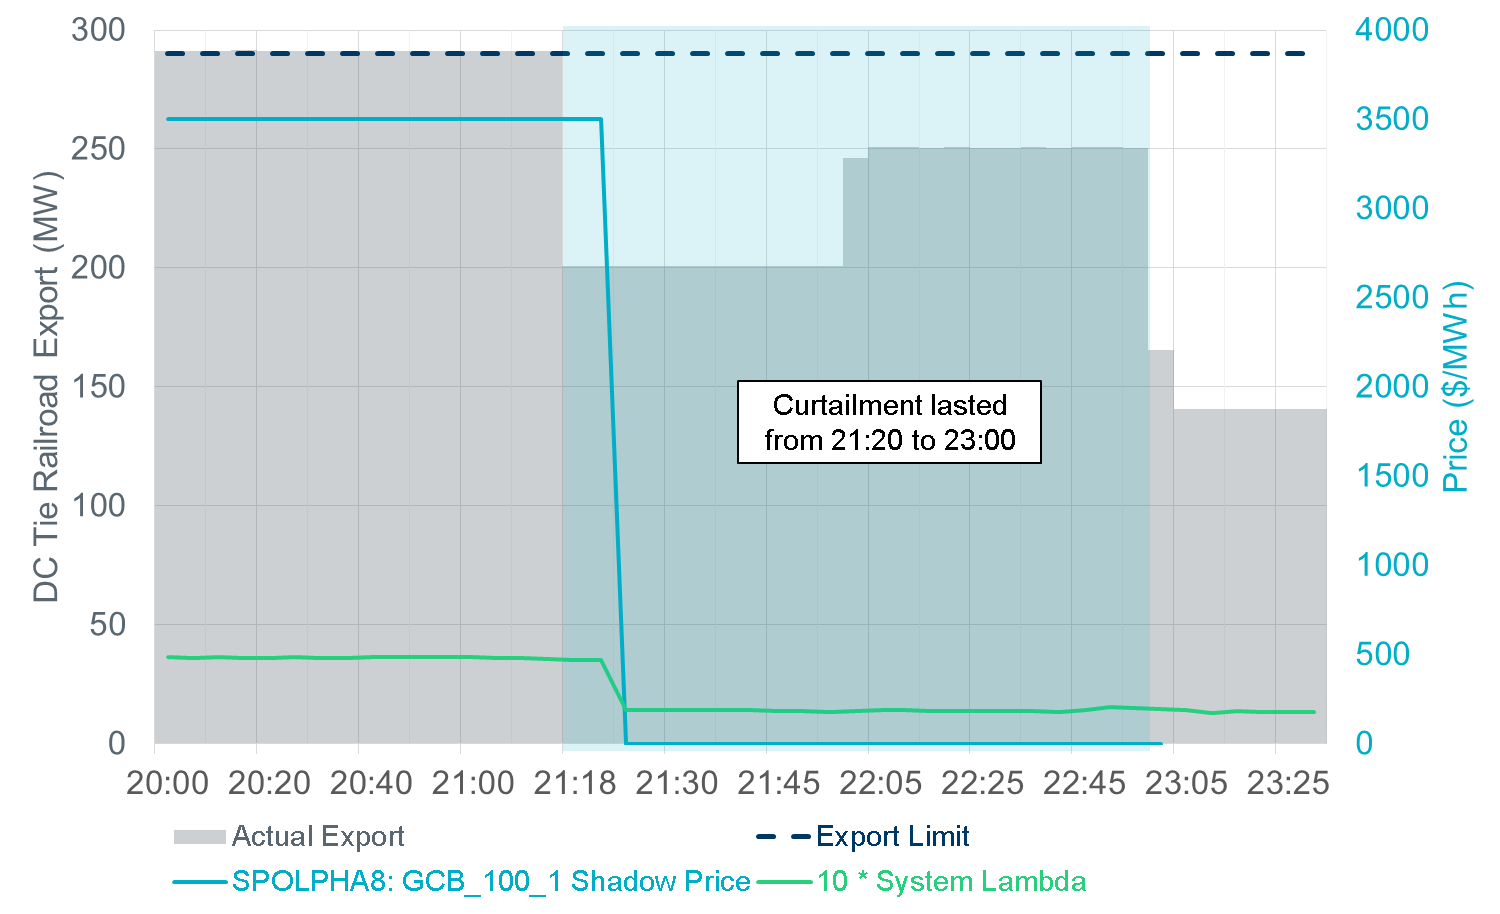 300
250
200
150
100
50
0
DC Tie Railroad Export (MW)
4000
3500
3000
2500
2000
1500
1000
500
0
Price ($/MWh)
Curtailment lasted
from 21:20 to 23:00
20:00 20:20 20:40 21:00 21:18 21:30 21:45 22:05 22:25 22:45 23:05 23:25
Actual Export
Export Limit
SPOLPHA8: GCB_100_1 Shadow Price
10 * System Lambda